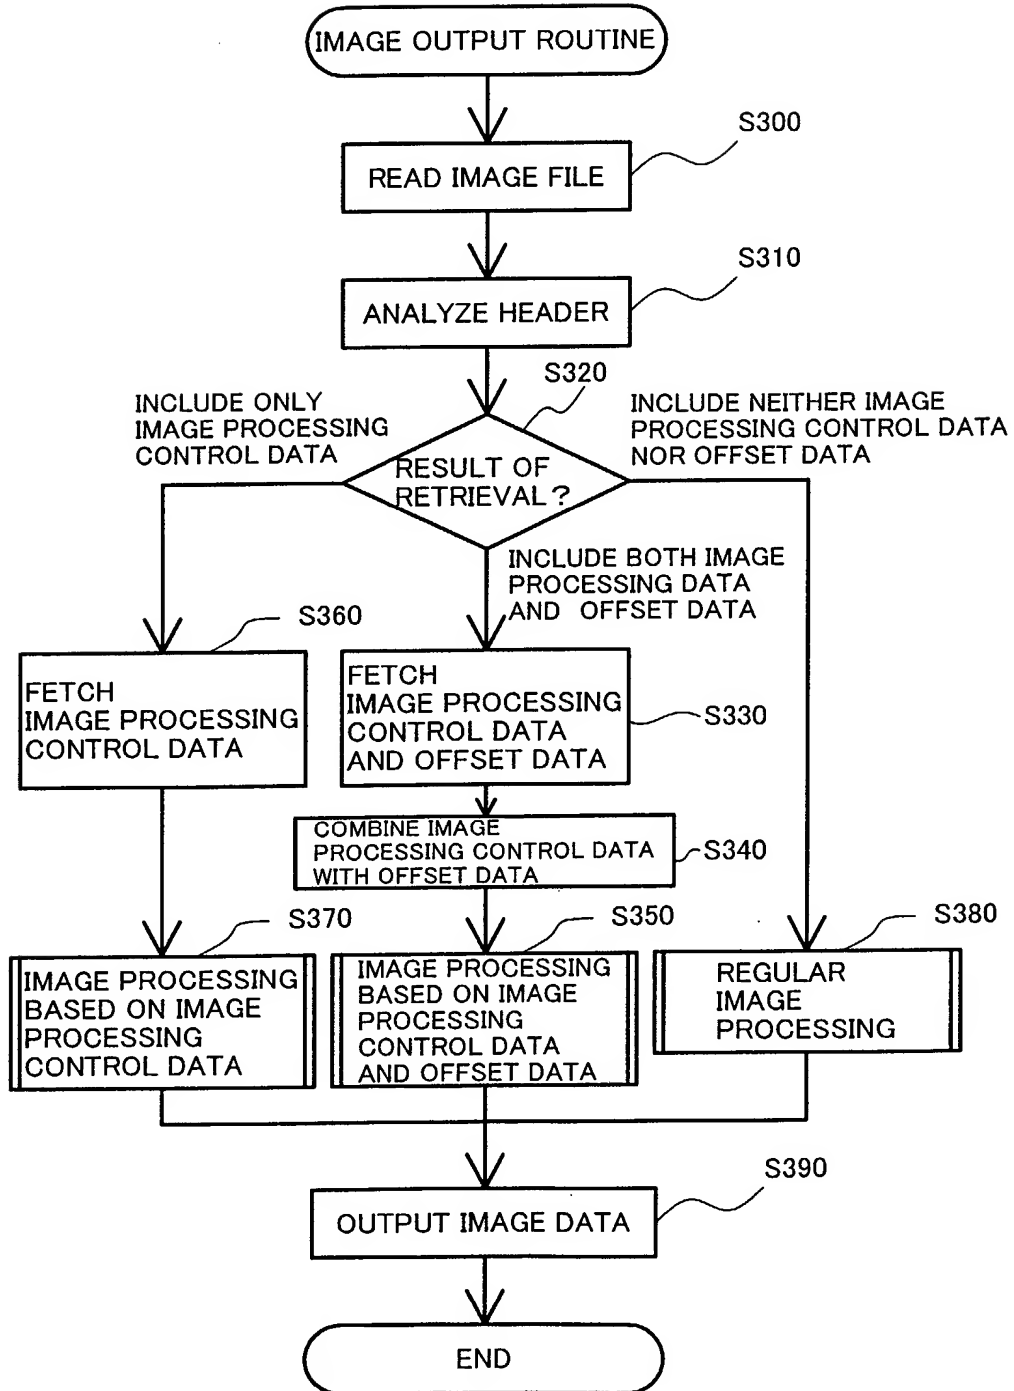 IMAGE OUTPUT ROUTINE
S300
READ IMAGE FILE
S310
ANALYZE HEADER
S320
INCLUDE ONLY
IMAGE PROCESSING
CONTROL DATA
RESULT OF
RETRIEVAL?
INCLUDE NEITHER IMAGE
PROCESSING CONTROL DATA
NOR OFFSET DATA
INCLUDE BOTH IMAGE
PROCESSING DATA
AND OFFSET DATA
S360
FETCH
IMAGE PROCESSING
CONTROL DATA
FETCH
IMAGE PROCESSING
CONTROL DATA
AND OFFSET DATA
S330
COMBINE IMAGE
PROCESSING CONTROL DATA
WITH OFFSET DATA
S340
S370
IMAGE PROCESSING
BASED ON IMAGE
PROCESSING
CONTROL DATA
S350
IMAGE PROCESSING
BASED ON IMAGE
PROCESSING
CONTROL DATA
AND OFFSET DATA
S380
REGULAR
IMAGE
PROCESSING
S390
OUTPUT IMAGE DATA
END